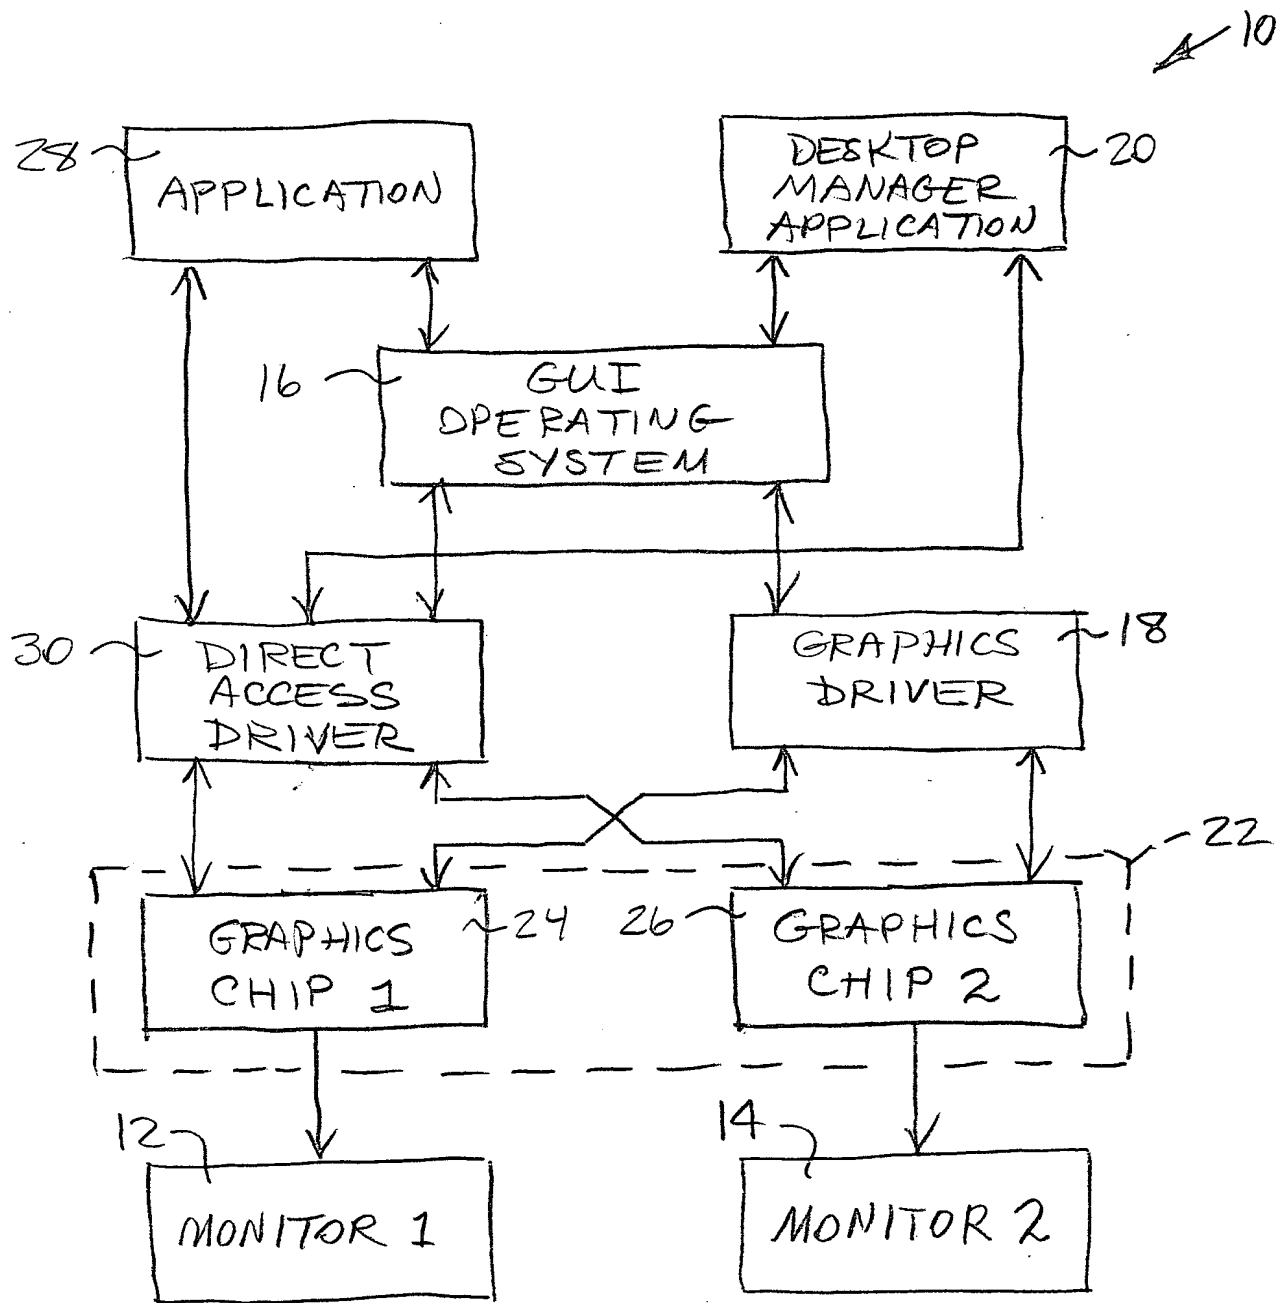 10
28
APPLICATION
DESKTOP
MANAGER
APPLICATION
20
16
GUI
OPERATING
SYSTEM
30
DIRECT
ACCESS
DRIVER
GRAPHICS
DRIVER
18
22
GRAPHICS
CHIP 1
24
26
GRAPHICS
CHIP 2
12
MONITOR 1
14
MONITOR 2